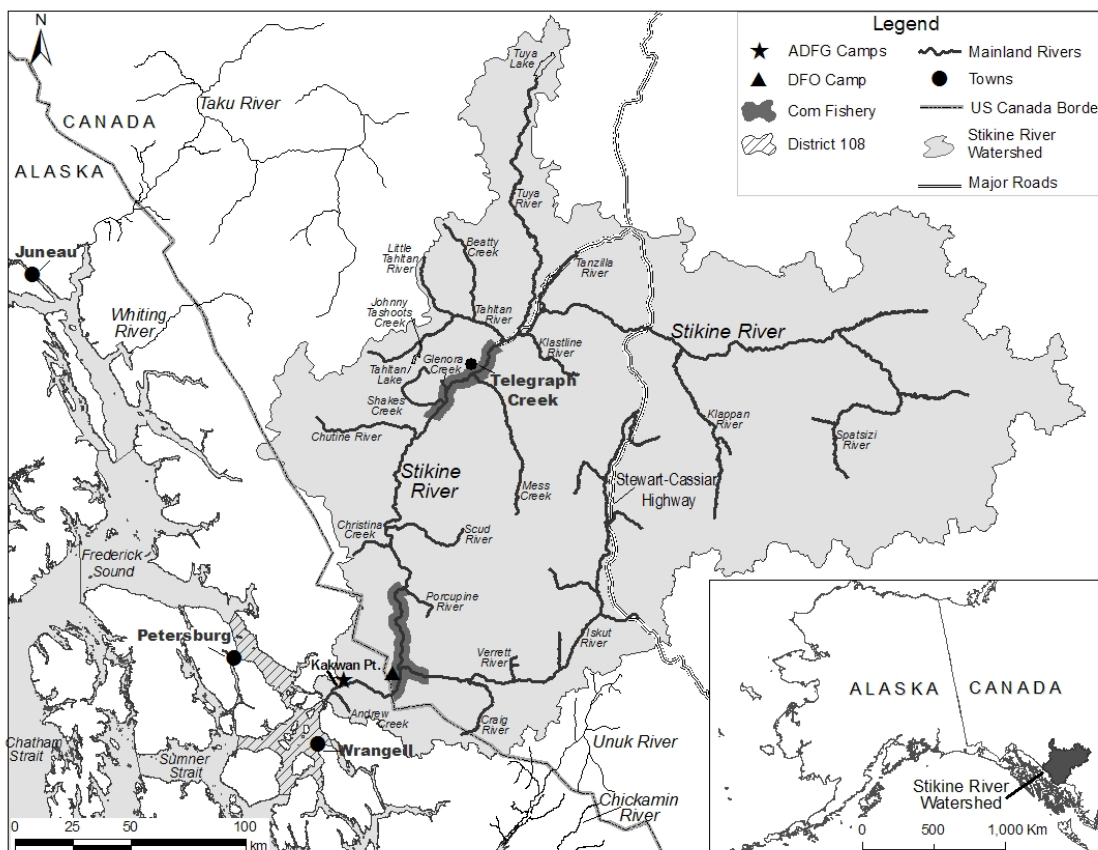 N
CANADA
ALASKA
Taku River
Juneau
Whiting
River
Legend
ADFG Camps
DFO Camp
Com Fishery
District 108
Mainland Rivers
Towns
US Canada Borde
Stikine River
Watershed
Major Roads
Tuya
Lake
Tuya
River
Little
Tahltan
River
Beatty
Creek
Tanzilla
River
Johnny
Tashoots
Creek
Tahltan
River
Stikine River
Glenora
Creek
Klastline
River
Tahltan
Lake
Telegraph
Creek
Shakes
Creek
Chutine River
Klappan
River
Spatsizi
River
Stikine
River
Mess
Creek
Stewart-Cassiar
Highway
Christina
Creek
Scud
River
Frederick
Sound
Porcupine
River
Petersburg
Iskut
River
Verrett
River
Kakwan Pt.
Andrew
Creek
Craig
River
Wrangell
Chatham
Strait
Sumner
Strait
Unuk River
Chickamin
River
0 25 50 100
km
ALASKA
CANADA
Stikine River
Watershed
0 500 1,000 Km